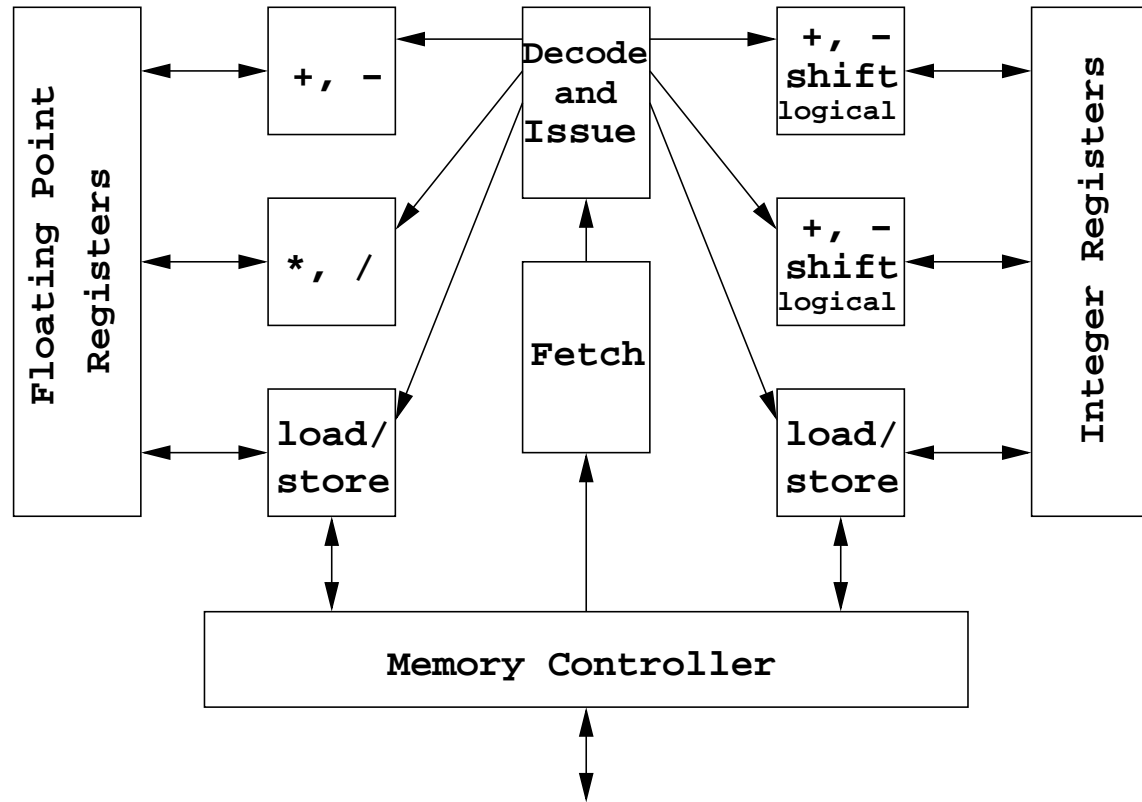 Floating Point
Registers
+, -
*, /
load/
store
Decode
and
Issue
Fetch
+, -
shift
logical
+, -
shift
logical
load/
store
Integer Registers
Memory Controller